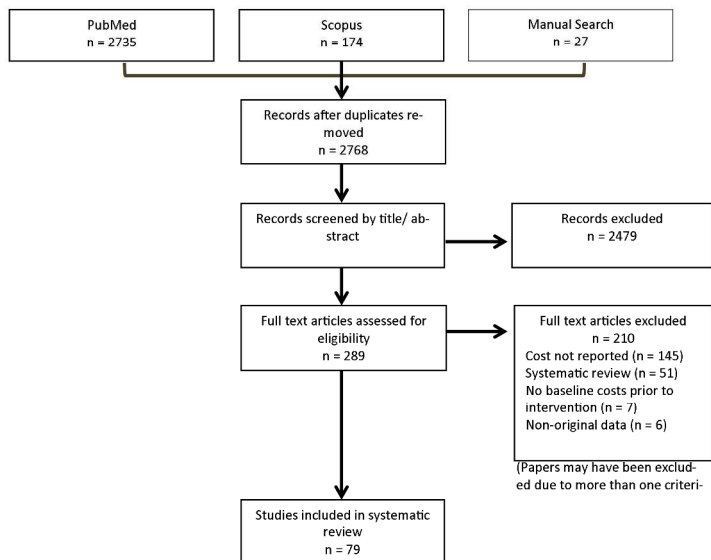 PubMed
n = 2735
Scopus
n = 174
Manual Search
n = 27
Records after duplicates re-
moved
n = 2768
Records screened by title/ ab-
stract
Records excluded
n = 2479
Full text articles assessed for
eligibility
n = 289
Full text articles excluded
n = 210
Cost not reported (n = 145)
Systematic review (n = 51)
No baseline costs prior to
intervention (n = 7)
Non-original data (n = 6)
(Papers may have been exclud-
ed due to more than one criteri-
Studies included in systematic
review
n = 79